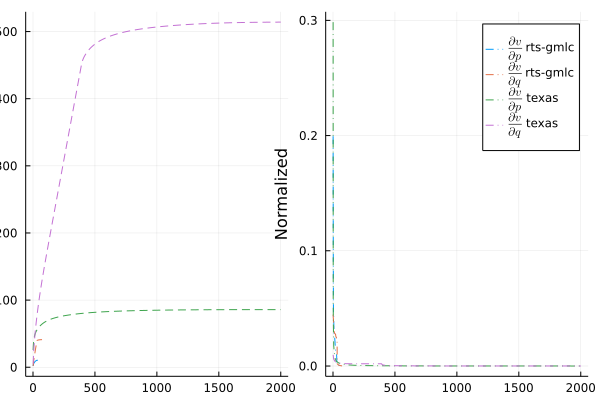 500
400
300
200
100
0
0 500 1000 1500 2000
Normalized
0.3
0.2
0.1
0.0
0 500 1000 1500 2000
∂v/∂p rts-gmlc
∂v/∂q rts-gmlc
∂v/∂p texas
∂v/∂q texas